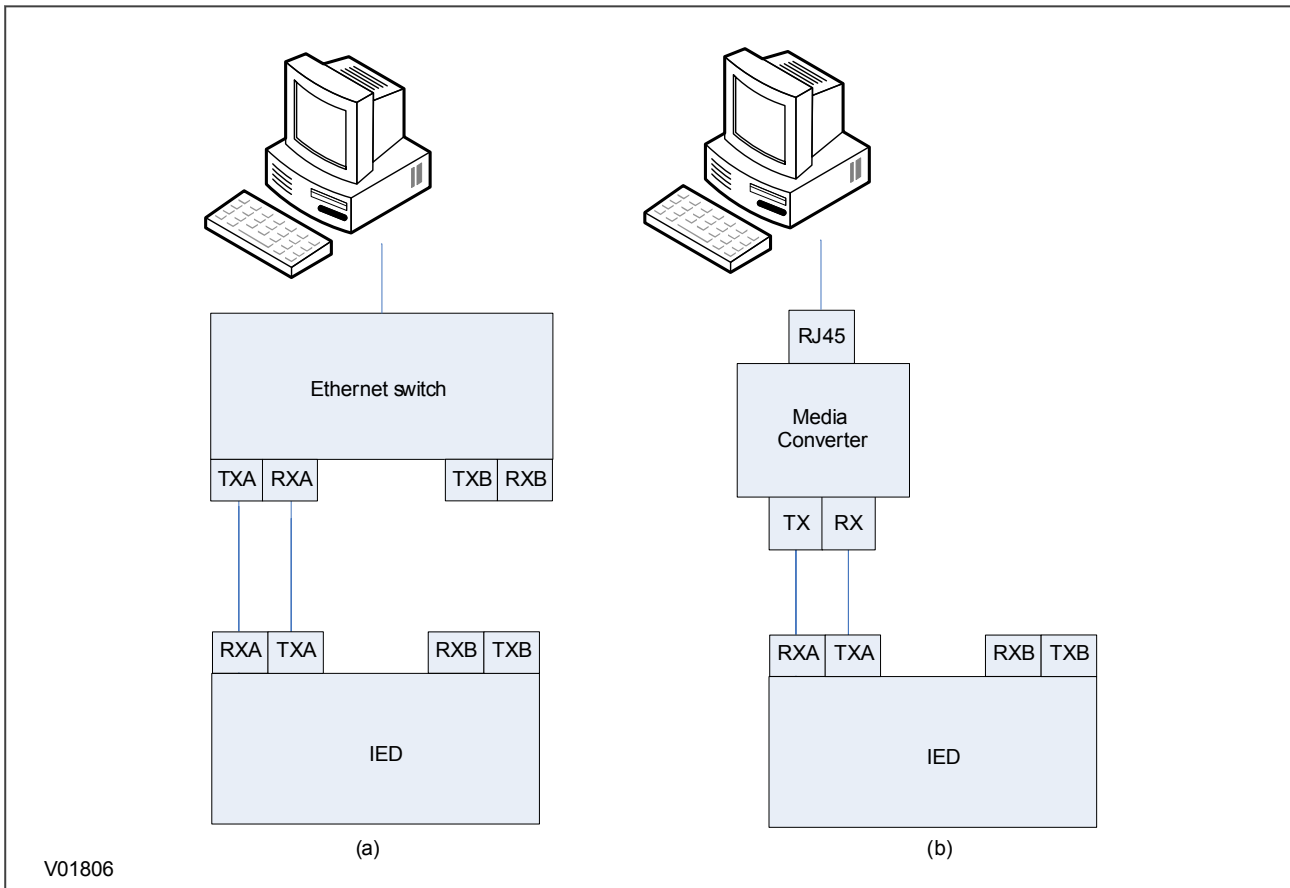 Ethernet switch
TXA RXA TXB RXB
RXA TXA RXB TXB
IED
(a)
RJ45
Media
Converter
TX RX
RXA TXA RXB TXB
IED
(b)
V01806